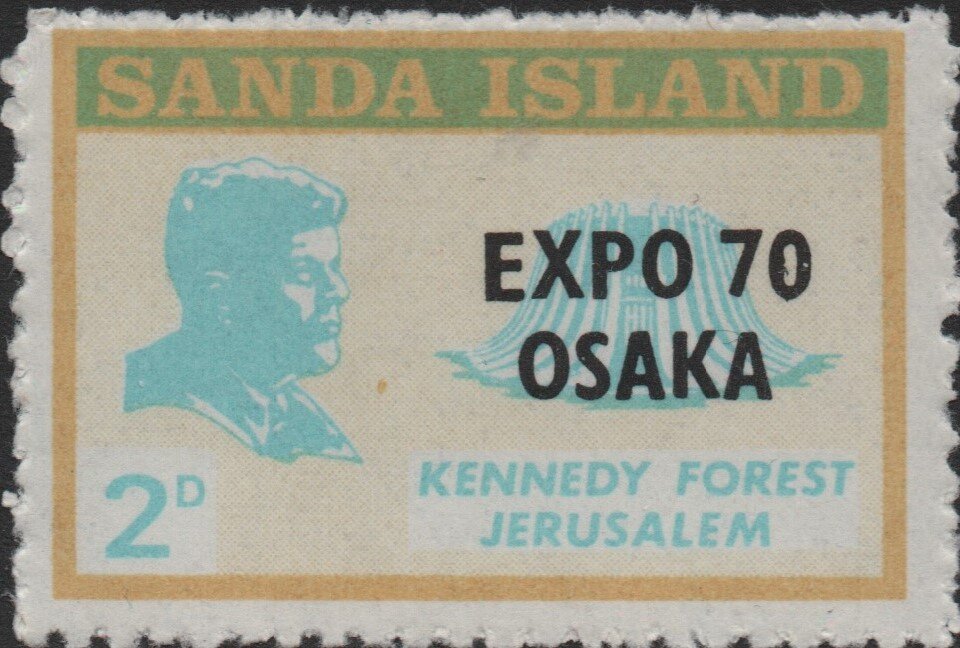 SANDA ISLAND
EXPO 70
OSAKA
2D
KENNEDY FOREST
JERUSALEM